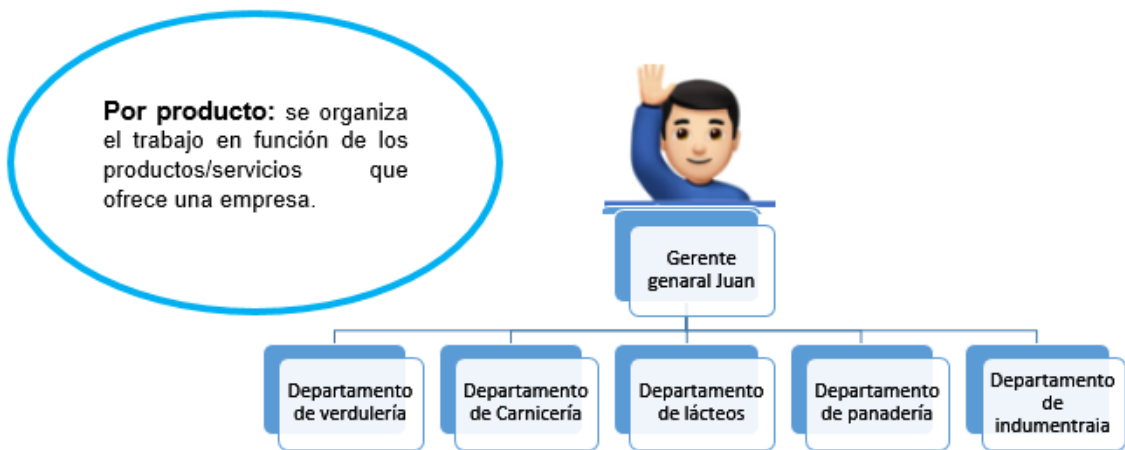 Por producto: se organiza
el trabajo en función de los
productos/servicios que
ofrece una empresa.
Gerente
genaral Juan
Departamento
de verdulería
Departamento
de Carnicería
Departamento
de lácteos
Departamento
de panadería
Departamento
de
indumentraia